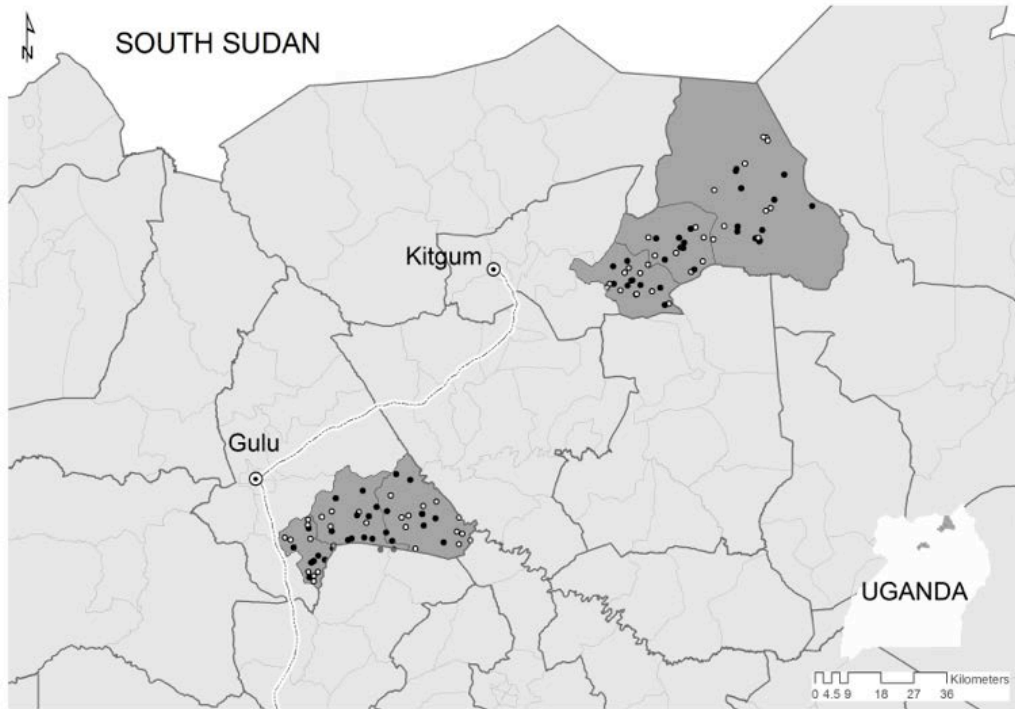 N
SOUTH SUDAN
Kitgum
Gulu
UGANDA
Kilometers
0 4.5 9 18 27 36